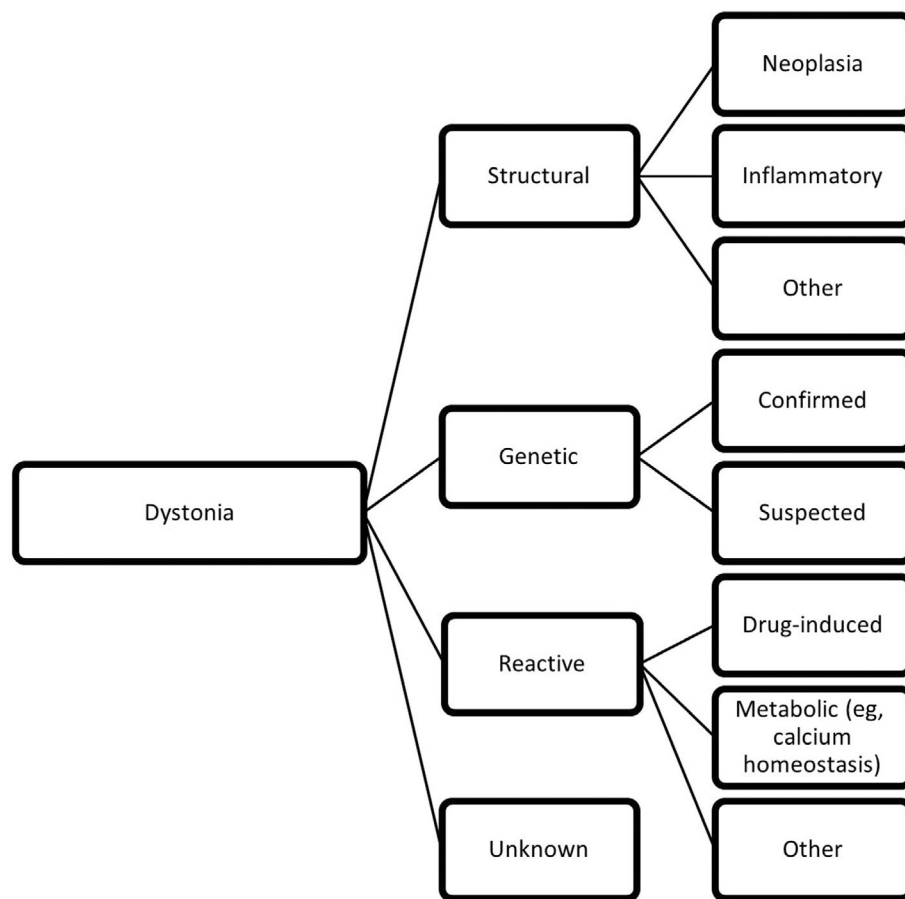 Neoplasia
Structural
Inflammatory
Other
Confirmed
Genetic
Suspected
Dystonia
Drug-induced
Reactive
Metabolic (eg,
calcium
homeostasis)
Unknown
Other